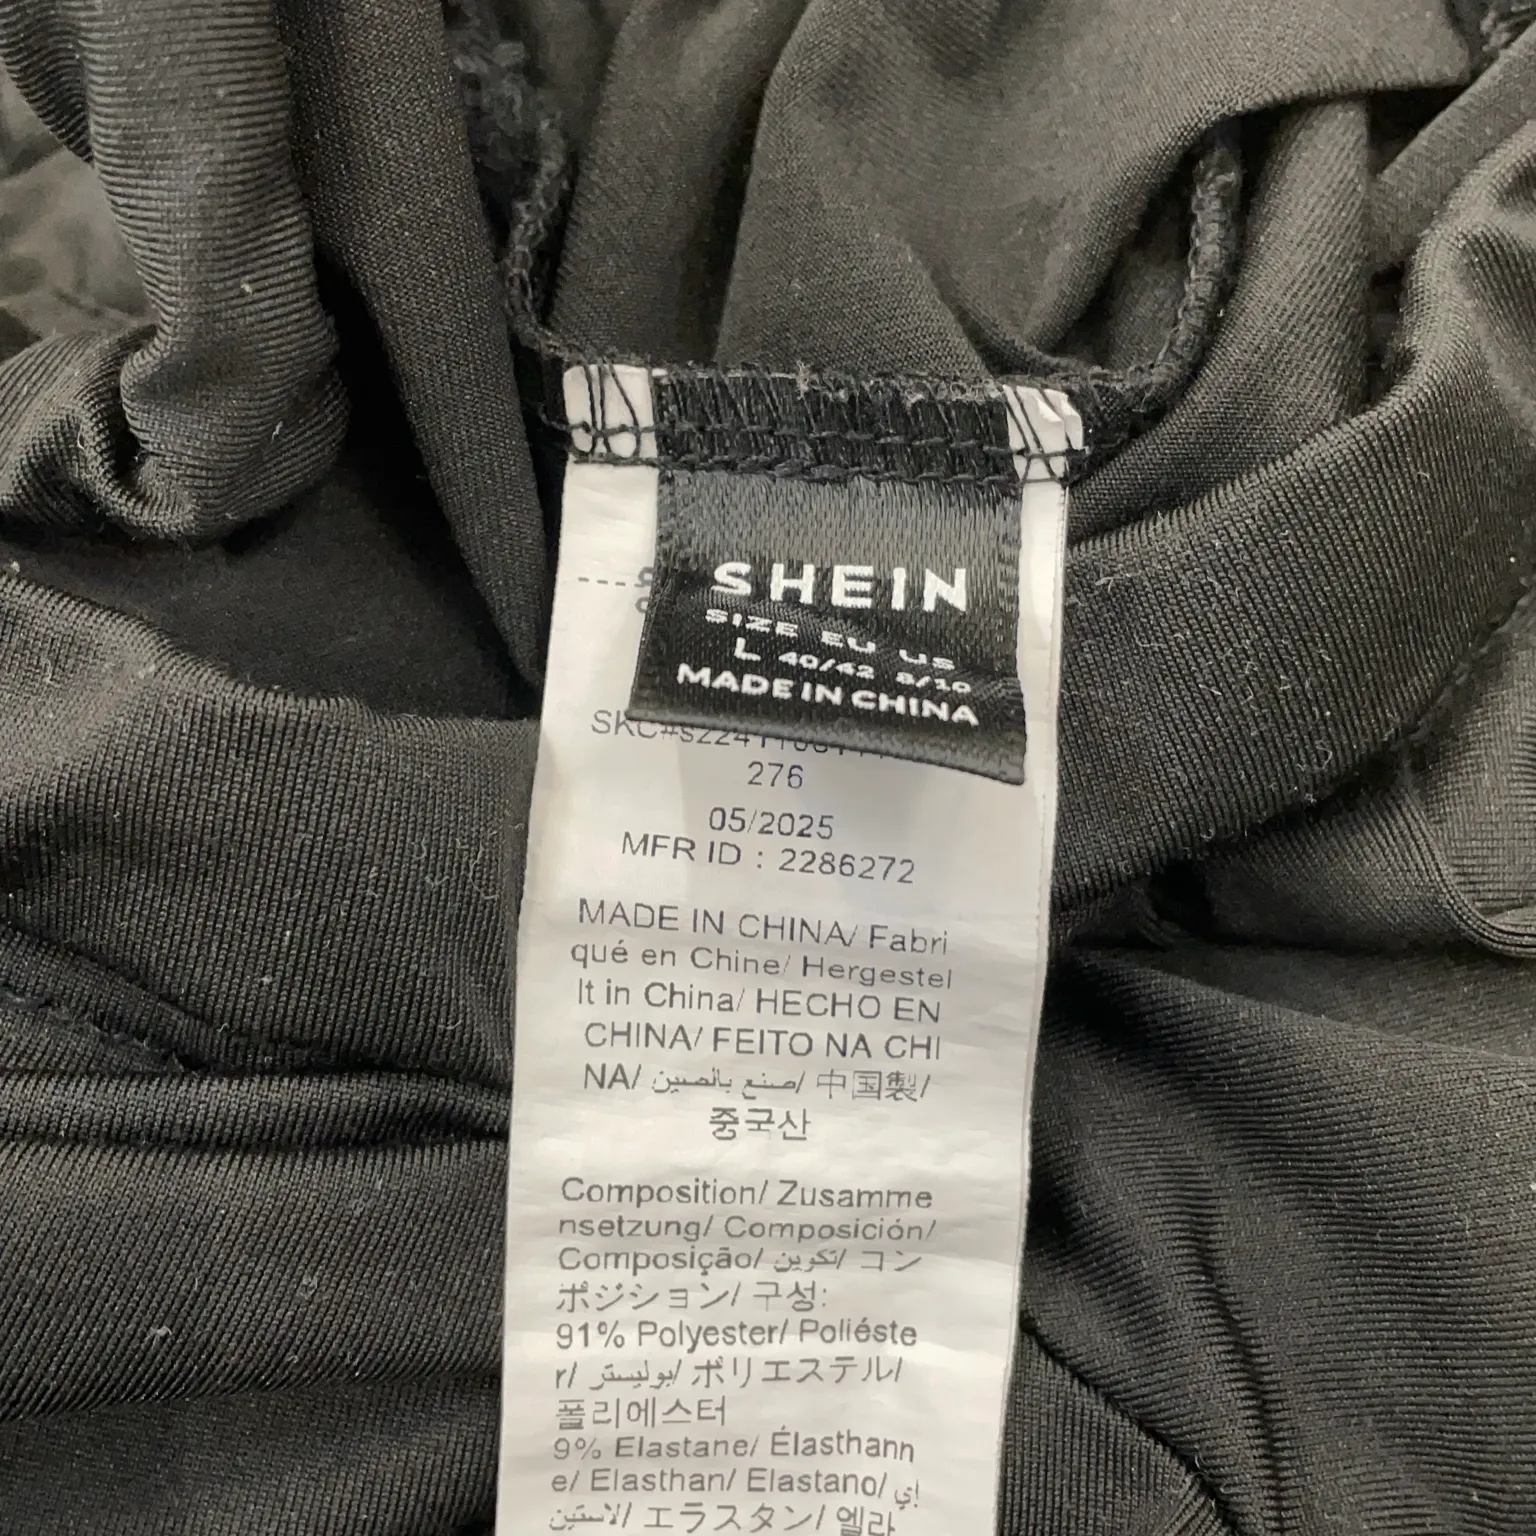 SHEIN
SIZE EU US
L 40/42 8/10
MADE IN CHINA
276
05/2025
MFR ID : 2286272
MADE IN CHINA/ Fabri
qué en Chine/ Hergestel
lt in China/ HECHO EN
CHINA/ FEITO NA CHI
NA/ صنع بالصين/ 中国製/
중국산
Composition/ Zusamme
nsetzung/ Composición/
Composição/ تكوين/ コン
ポジション/ 구성:
91% Polyester/ Poliéste
r/ بوليستر/ ポリエステル/
폴리에스터
9% Elastane/ Élasthann
e/ Elasthan/ Elastano/ إي
لاستين/ エラスタン/ 엘라